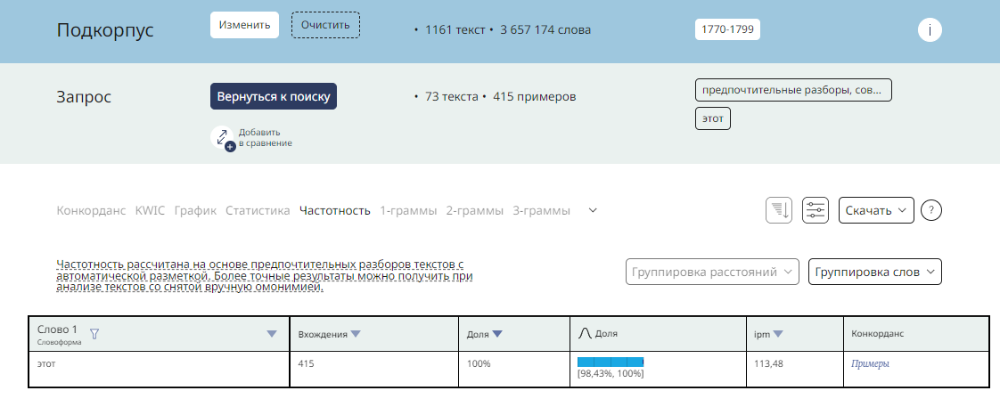 Подкорпус
Изменить
Очистить
• 1161 текст • 3 657 174 слова
1770-1799
i
Запрос
Вернуться к поиску
• 73 текста • 415 примеров
предпочтительные разборы, сов...
этот
Добавить
в сравнение
Конкорданс KWIC График Статистика Частотность 1-граммы 2-граммы 3-граммы
Скачать
?
Частотность рассчитана на основе предпочтительных разборов текстов с
автоматической разметкой. Более точные результаты можно получить при
анализе текстов со снятой вручную омонимией.
Группировка расстояний
Группировка слов
Слово 1
Словоформа
Вхождения
Доля
Доля
ipm
Конкорданс
этот
415
100%
[98,43%, 100%]
113,48
Примеры